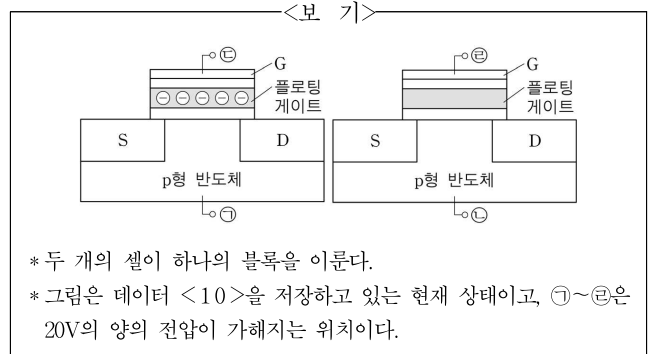 <보 기>
㉢
G
플로팅
게이트
⊖⊖⊖⊖⊖
S
D
p형 반도체
㉠
㉣
G
플로팅
게이트
S
D
p형 반도체
㉡
* 두 개의 셀이 하나의 블록을 이룬다.
* 그림은 데이터 <10>을 저장하고 있는 현재 상태이고, ㉠~㉣은
20V의 양의 전압이 가해지는 위치이다.